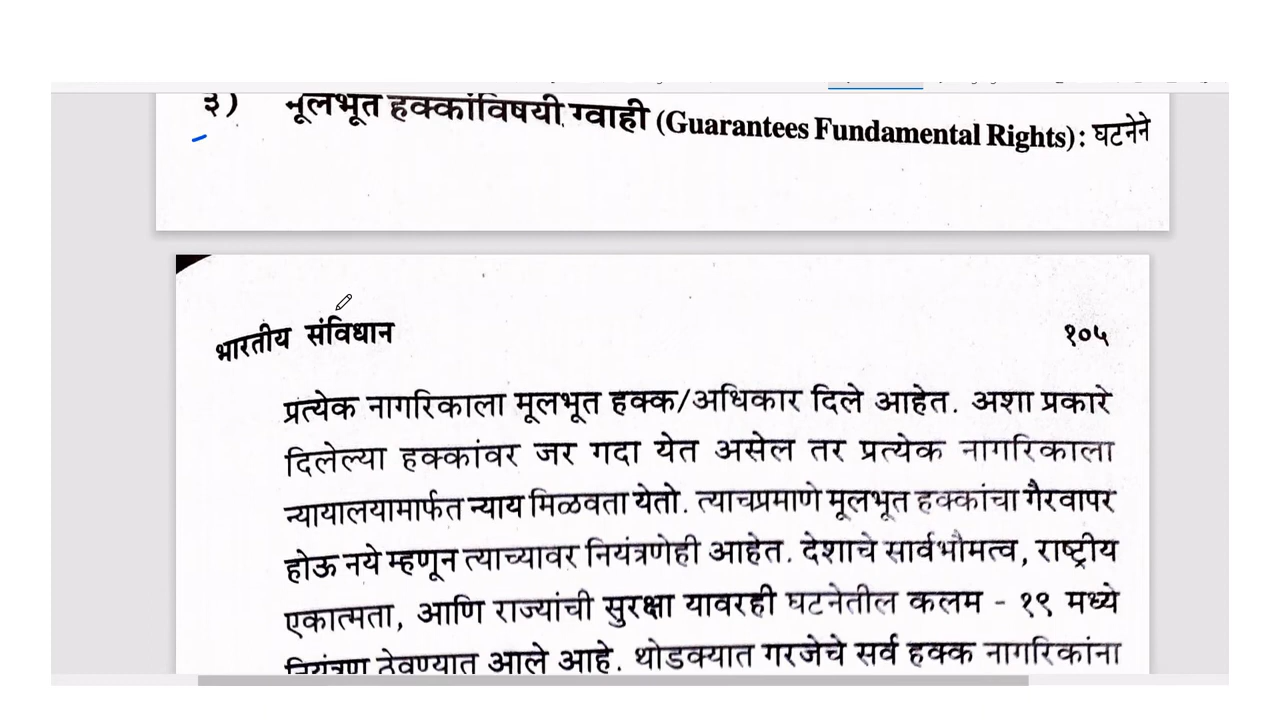 ३) मूलभूत हक्कांविषयी ग्वाही (Guarantees Fundamental Rights): घटनेने
भारतीय संविधान १०५
प्रत्येक नागरिकाला मूलभूत हक्क/अधिकार दिले आहेत. अशा प्रकारे
दिलेल्या हक्कांवर जर गदा येत असेल तर प्रत्येक नागरिकाला
न्यायालयामार्फत न्याय मिळवता येतो. त्याचप्रमाणे मूलभूत हक्कांचा गैरवापर
होऊ नये म्हणून त्याच्यावर नियंत्रणेही आहेत. देशाचे सार्वभौमत्व, राष्ट्रीय
एकात्मता, आणि राज्यांची सुरक्षा यावरही घटनेतील कलम - १९ मध्ये
नियंत्रण ठेवण्यात आले आहे. थोडक्यात गरजेचे सर्व हक्क नागरिकांना